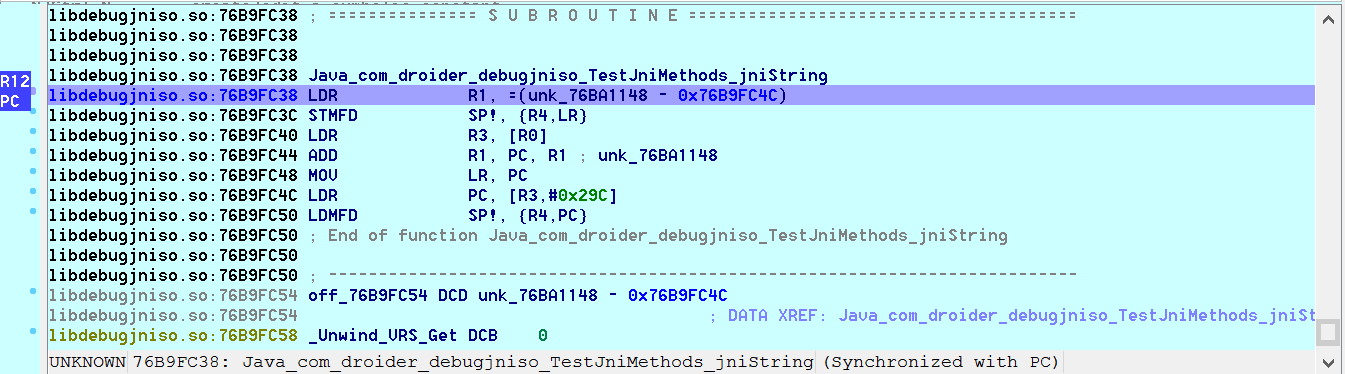 libdebugjniso.so:76B9FC38 ; =============== S U B R O U T I N E =======================================
libdebugjniso.so:76B9FC38
libdebugjniso.so:76B9FC38
libdebugjniso.so:76B9FC38 Java_com_droider_debugjniso_TestJniMethods_jniString
R12
PC
libdebugjniso.so:76B9FC38 LDR R1, =(unk_76BA1148 - 0x76B9FC4C)
libdebugjniso.so:76B9FC3C STMFD SP!, {R4,LR}
libdebugjniso.so:76B9FC40 LDR R3, [R0]
libdebugjniso.so:76B9FC44 ADD R1, PC, R1 ; unk_76BA1148
libdebugjniso.so:76B9FC48 MOV LR, PC
libdebugjniso.so:76B9FC4C LDR PC, [R3,#0x29C]
libdebugjniso.so:76B9FC50 LDMFD SP!, {R4,PC}
libdebugjniso.so:76B9FC50 ; End of function Java_com_droider_debugjniso_TestJniMethods_jniString
libdebugjniso.so:76B9FC50
libdebugjniso.so:76B9FC50 ; ---------------------------------------------------------------------------
libdebugjniso.so:76B9FC54 off_76B9FC54 DCD unk_76BA1148 - 0x76B9FC4C
libdebugjniso.so:76B9FC54 ; DATA XREF: Java_com_droider_debugjniso_TestJniMethods_jniSt
libdebugjniso.so:76B9FC58 _Unwind_VRS_Get DCB 0
UNKNOWN 76B9FC38: Java_com_droider_debugjniso_TestJniMethods_jniString (Synchronized with PC)